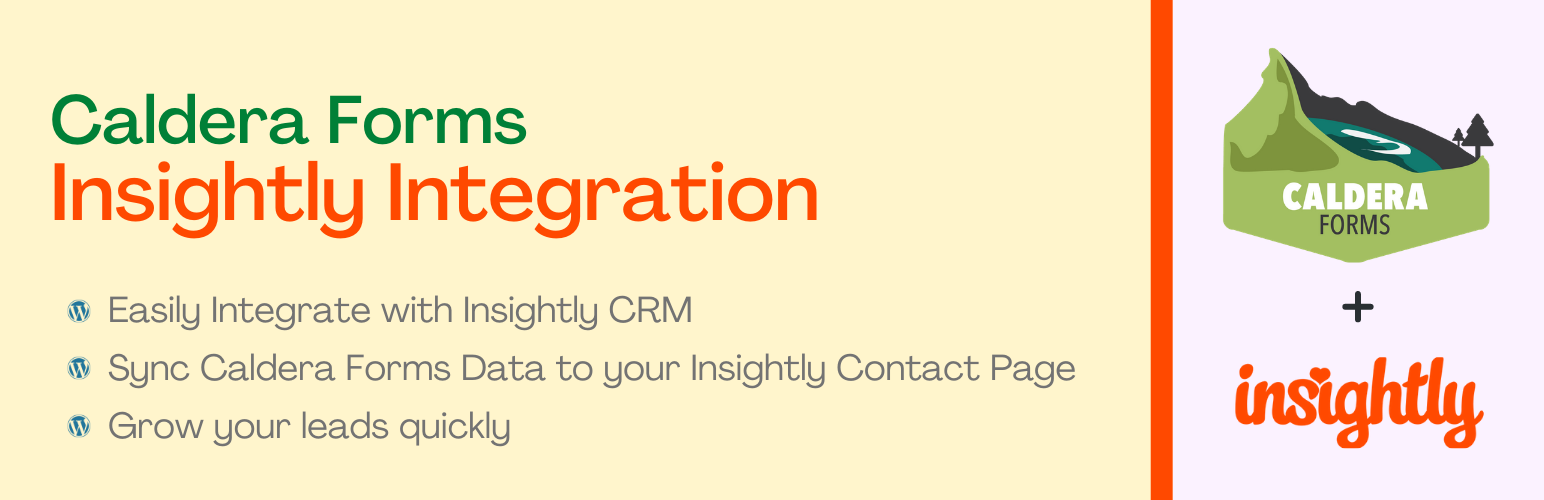 Caldera Forms
Insightly Integration
Easily Integrate with Insightly CRM
Sync Caldera Forms Data to your Insightly Contact Page
Grow your leads quickly
CALDERA
FORMS
+
insightly